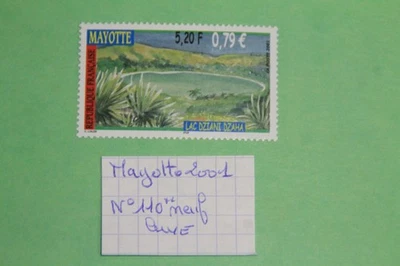 MAYOTTE 5,20 F 0,79 €
RÉPUBLIQUE FRANÇAISE
LAC DZIANI DZAHA
Mayotte 2001
N° 110 ** neuf
LUXE